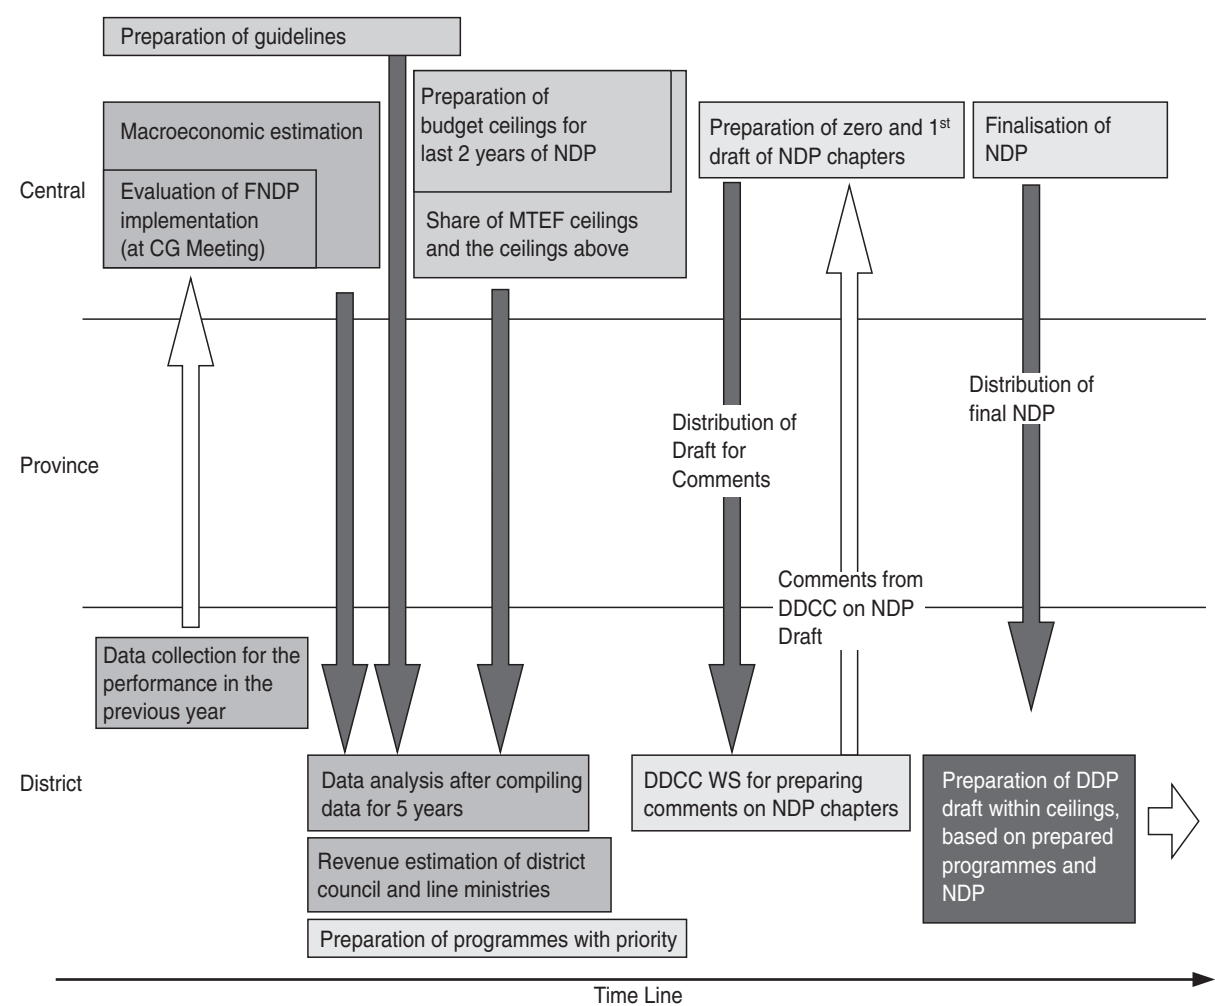 Preparation of guidelines
Macroeconomic estimation
Evaluation of FNDP
implementation
(at CG Meeting)
Preparation of
budget ceilings for
last 2 years of NDP
Share of MTEF ceilings
and the ceilings above
Preparation of zero and 1st
draft of NDP chapters
Finalisation of
NDP
Central
Distribution of
final NDP
Distribution of
Draft for
Comments
Province
Comments from
DDCC on NDP
Draft
Data collection for the
performance in the
previous year
District
Data analysis after compiling
data for 5 years
Revenue estimation of district
council and line ministries
Preparation of programmes with priority
DDCC WS for preparing
comments on NDP chapters
Preparation of DDP
draft within ceilings,
based on prepared
programmes and
NDP
Time Line